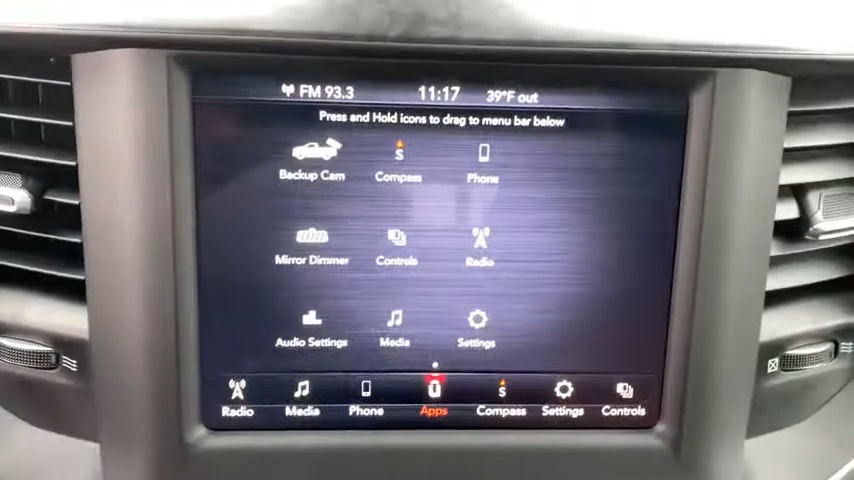 FM 93.3 11:17 39°F out
Press and Hold icons to drag to menu bar below
Backup Cam Compass Phone
S
Mirror Dimmer Controls Radio
Audio Settings Media Settings
S
Radio Media Phone Apps Compass Settings Controls